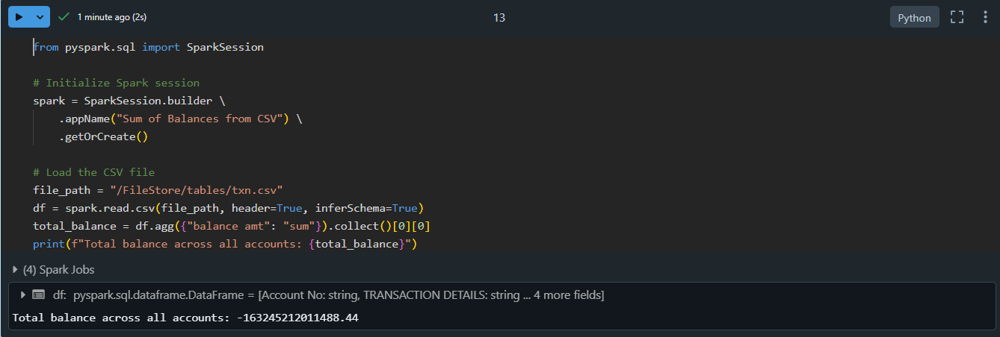 1 minute ago (2s)
13
Python
from pyspark.sql import SparkSession
# Initialize Spark session
spark = SparkSession.builder \
    .appName("Sum of Balances from CSV") \
    .getOrCreate()
# Load the CSV file
file_path = "/FileStore/tables/txn.csv"
df = spark.read.csv(file_path, header=True, inferSchema=True)
total_balance = df.agg({"balance amt": "sum"}).collect()[0][0]
print(f"Total balance across all accounts: {total_balance}")
(4) Spark Jobs
df: pyspark.sql.dataframe.DataFrame = [Account No: string, TRANSACTION DETAILS: string ... 4 more fields]
Total balance across all accounts: -163245212011488.44